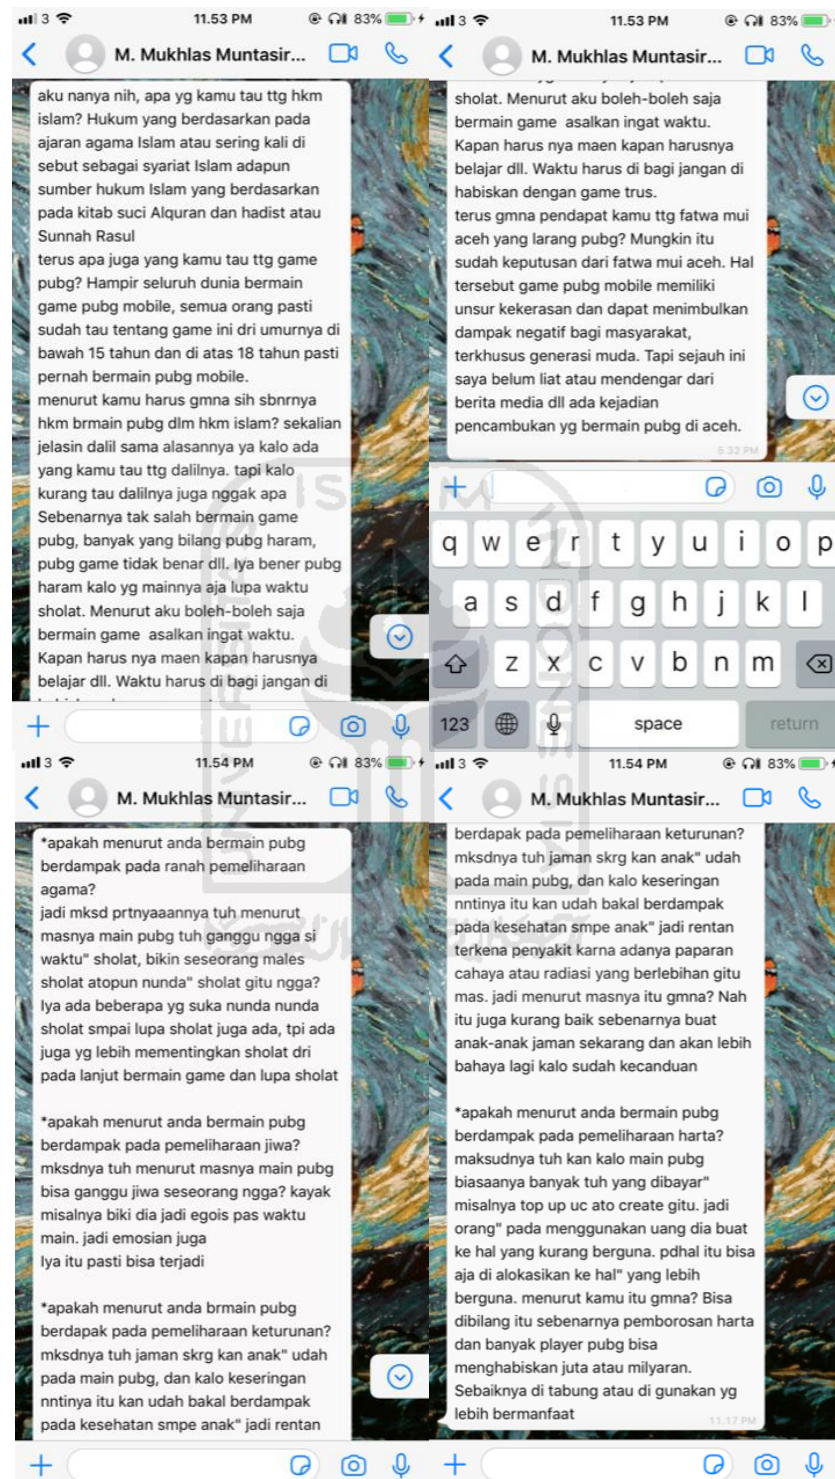 3 11.53 PM 83%
M. Mukhlas Muntasir...
aku nanya nih, apa yg kamu tau ttg hkm
islam? Hukum yang berdasarkan pada
ajaran agama Islam atau sering kali di
sebut sebagai syariat Islam adapun
sumber hukum Islam yang berdasarkan
pada kitab suci Alquran dan hadist atau
Sunnah Rasul
terus apa juga yang kamu tau ttg game
pubg? Hampir seluruh dunia bermain
game pubg mobile, semua orang pasti
sudah tau tentang game ini dri umurnya di
bawah 15 tahun dan di atas 18 tahun pasti
pernah bermain pubg mobile.
menurut kamu harus gmna sih sbnrnya
hkm brmain pubg dlm hkm islam? sekalian
jelasin dalil sama alasannya ya kalo ada
yang kamu tau ttg dalilnya. tapi kalo
kurang tau dalilnya juga nggak apa
Sebenarnya tak salah bermain game
pubg, banyak yang bilang pubg haram,
pubg game tidak benar dll. Iya bener pubg
haram kalo yg mainnya aja lupa waktu
sholat. Menurut aku boleh-boleh saja
bermain game asalkan ingat waktu.
Kapan harus nya maen kapan harusnya
belajar dll. Waktu harus di bagi jangan di
3 11.53 PM 83%
M. Mukhlas Muntasir...
sholat. Menurut aku boleh-boleh saja
bermain game asalkan ingat waktu.
Kapan harus nya maen kapan harusnya
belajar dll. Waktu harus di bagi jangan di
habiskan dengan game trus.
terus gmna pendapat kamu ttg fatwa mui
aceh yang larang pubg? Mungkin itu
sudah keputusan dari fatwa mui aceh. Hal
tersebut game pubg mobile memiliki
unsur kekerasan dan dapat menimbulkan
dampak negatif bagi masyarakat,
terkhusus generasi muda. Tapi sejauh ini
saya belum liat atau mendengar dari
berita media dll ada kejadian
pencambukan yg bermain pubg di aceh.
5.32 PM
q w e r t y u i o p
a s d f g h j k l
z x c v b n m
123 space return
3 11.54 PM 83%
M. Mukhlas Muntasir...
*apakah menurut anda bermain pubg
berdampak pada ranah pemeliharaan
agama?
jadi mksd prtnyaaannya tuh menurut
masnya main pubg tuh ganggu ngga si
waktu" sholat, bikin seseorang males
sholat atopun nunda" sholat gitu ngga?
Iya ada beberapa yg suka nunda nunda
sholat smpai lupa sholat juga ada, tpi ada
juga yg lebih mementingkan sholat dri
pada lanjut bermain game dan lupa sholat
*apakah menurut anda bermain pubg
berdampak pada pemeliharaan jiwa?
mksdnya tuh menurut masnya main pubg
bisa ganggu jiwa seseorang ngga? kayak
misalnya biki dia jadi egois pas waktu
main. jadi emosian juga
Iya itu pasti bisa terjadi
*apakah menurut anda brmain pubg
berdapak pada pemeliharaan keturunan?
mksdnya tuh jaman skrg kan anak" udah
pada main pubg, dan kalo keseringan
nntinya itu kan udah bakal berdampak
pada kesehatan smpe anak" jadi rentan
3 11.54 PM 83%
M. Mukhlas Muntasir...
berdapak pada pemeliharaan keturunan?
mksdnya tuh jaman skrg kan anak" udah
pada main pubg, dan kalo keseringan
nntinya itu kan udah bakal berdampak
pada kesehatan smpe anak" jadi rentan
terkena penyakit karna adanya paparan
cahaya atau radiasi yang berlebihan gitu
mas. jadi menurut masnya itu gmna? Nah
itu juga kurang baik sebenarnya buat
anak-anak jaman sekarang dan akan lebih
bahaya lagi kalo sudah kecanduan
*apakah menurut anda bermain pubg
berdampak pada pemeliharaan harta?
maksudnya tuh kan kalo main pubg
biasaanya banyak tuh yang dibayar"
misalnya top up uc ato create gitu. jadi
orang" pada menggunakan uang dia buat
ke hal yang kurang berguna. pdhal itu bisa
aja di alokasikan ke hal" yang lebih
berguna. menurut kamu itu gmna? Bisa
dibilang itu sebenarnya pemborosan harta
dan banyak player pubg bisa
menghabiskan juta atau milyaran.
Sebaiknya di tabung atau di gunakan yg
lebih bermanfaat
11.17 PM
UNIVERSITAS
ISLAM
INDONESIA